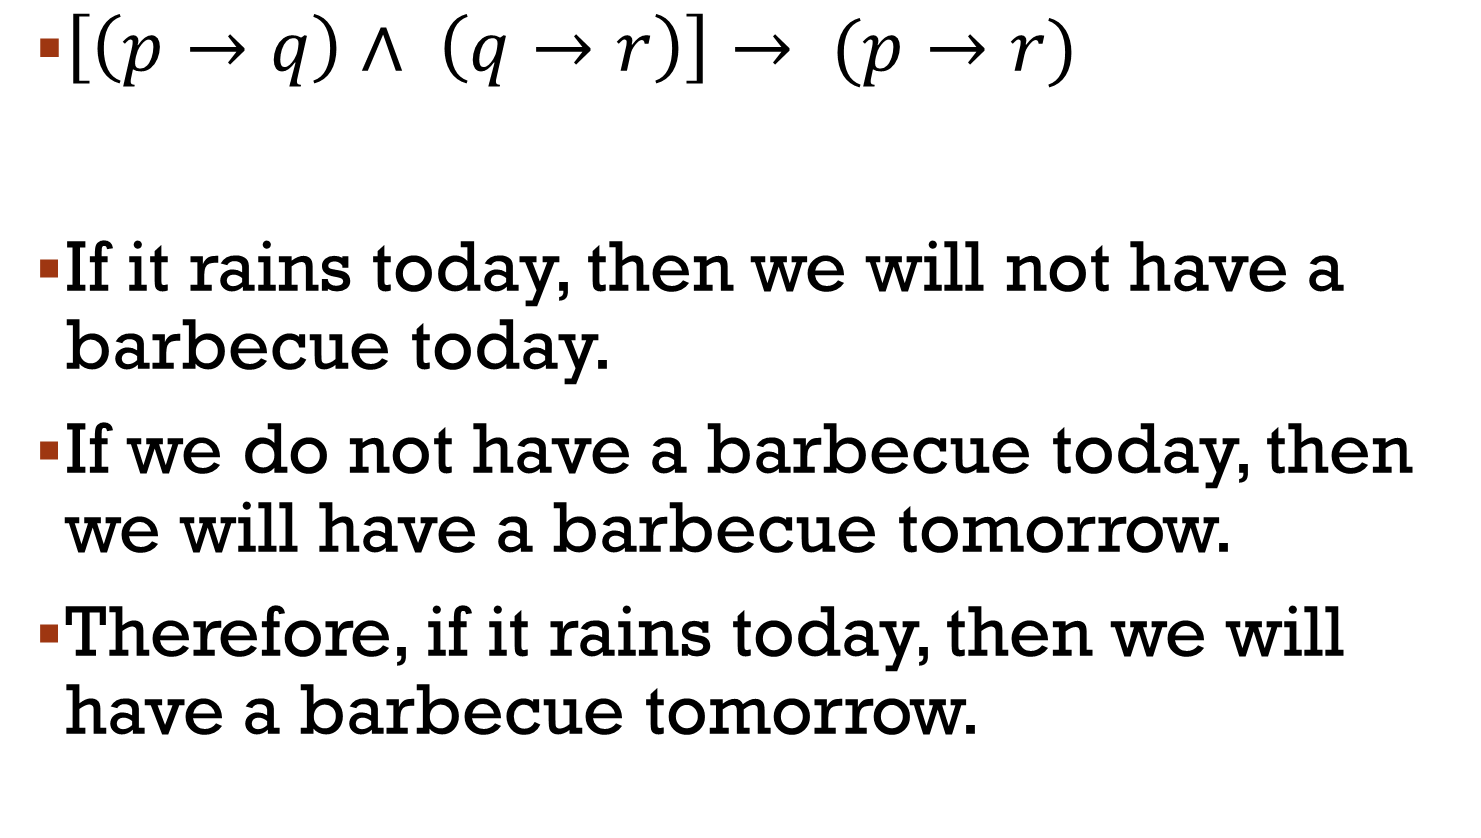 ▪[(p → q) ∧ (q → r)] → (p → r)
▪If it rains today, then we will not have a
barbecue today.
▪If we do not have a barbecue today, then
we will have a barbecue tomorrow.
▪Therefore, if it rains today, then we will
have a barbecue tomorrow.